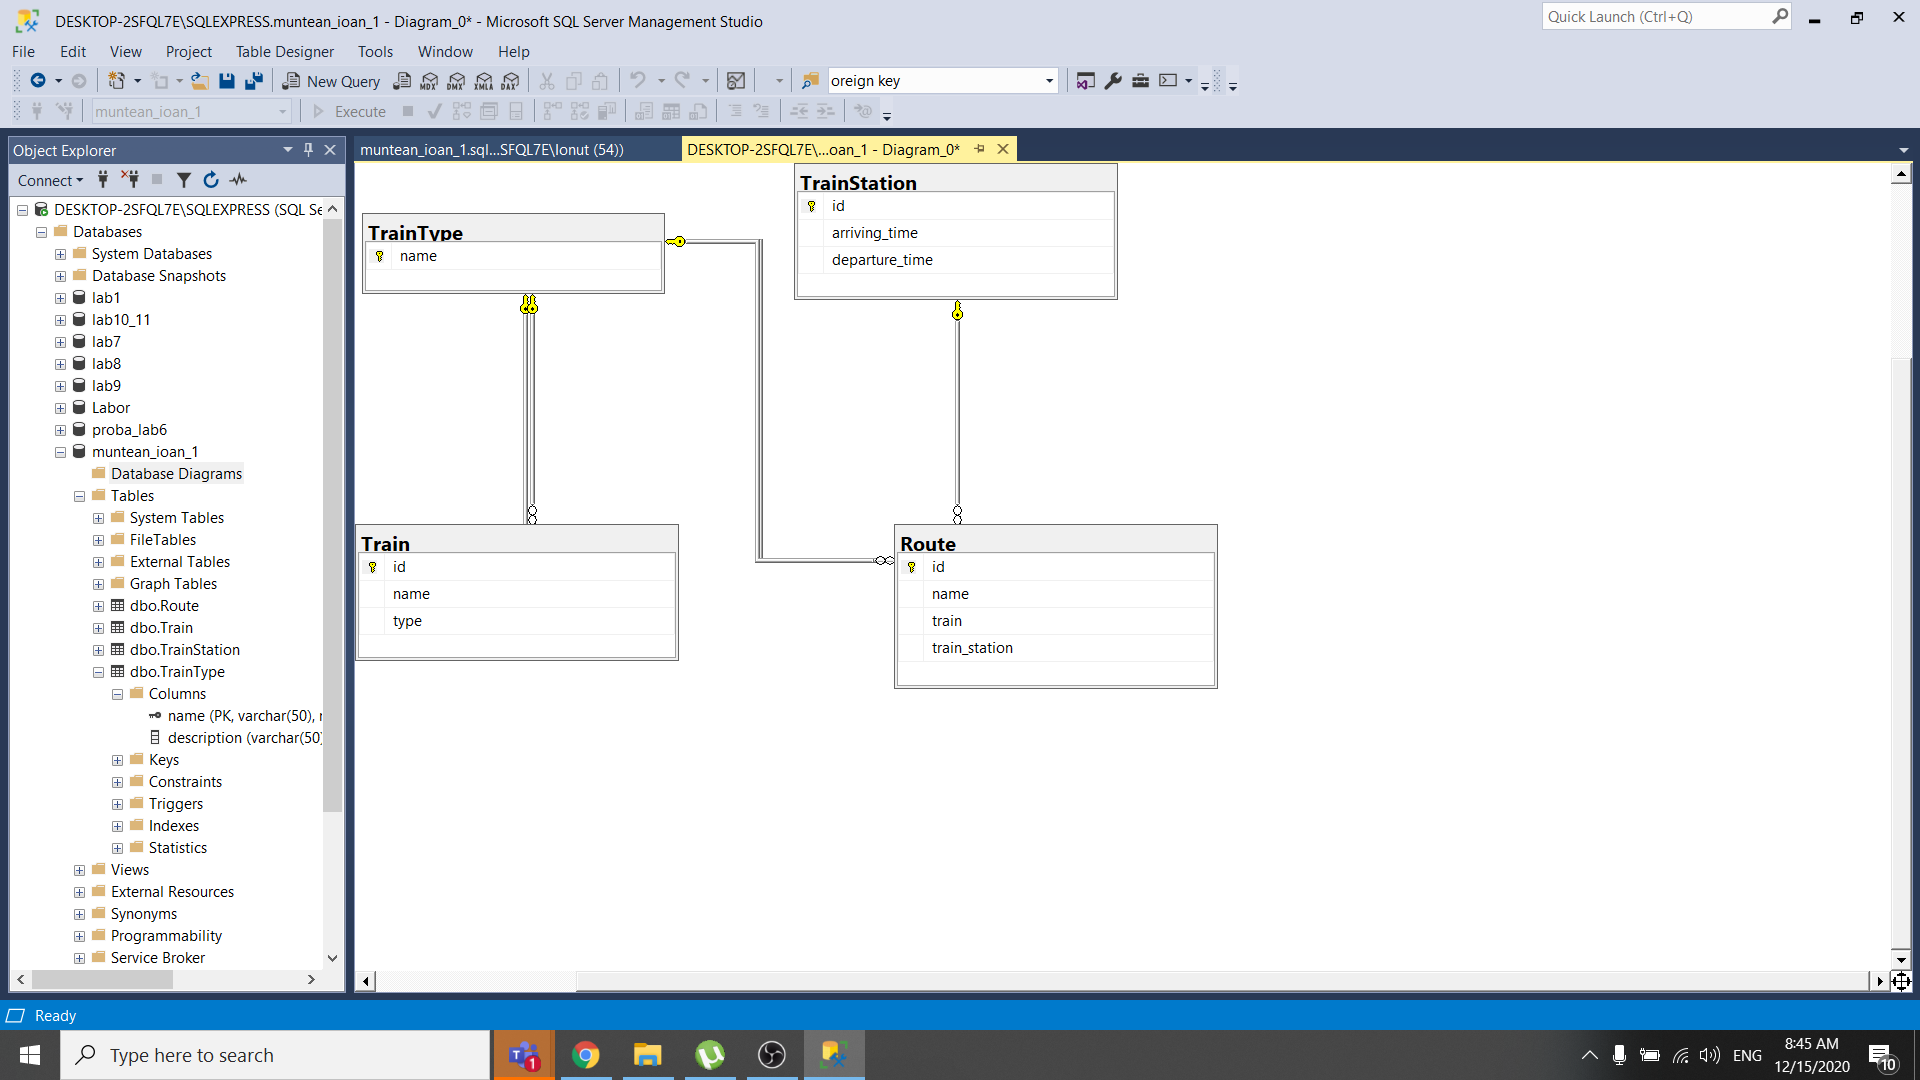 DESKTOP-2SFQL7E\SQLEXPRESS.muntean_ioan_1 - Diagram_0* - Microsoft SQL Server Management Studio
Quick Launch (Ctrl+Q)
File Edit View Project Table Designer Tools Window Help
New Query MDX DMX XMLA DAX oreign key
muntean_ioan_1 Execute
Object Explorer
muntean_ioan_1.sql...SFQL7E\Ionut (54))
DESKTOP-2SFQL7E\...oan_1 - Diagram_0*
Connect
DESKTOP-2SFQL7E\SQLEXPRESS (SQL Se
Databases
System Databases
Database Snapshots
lab1
lab10_11
lab7
lab8
lab9
Labor
proba_lab6
muntean_ioan_1
Database Diagrams
Tables
System Tables
FileTables
External Tables
Graph Tables
dbo.Route
dbo.Train
dbo.TrainStation
dbo.TrainType
Columns
name (PK, varchar(50), 
description (varchar(50)
Keys
Constraints
Triggers
Indexes
Statistics
Views
External Resources
Synonyms
Programmability
Service Broker
TrainType
name
TrainStation
id
arriving_time
departure_time
Train
id
name
type
Route
id
name
train
train_station
Ready
Type here to search
1
ENG
8:45 AM
12/15/2020
10